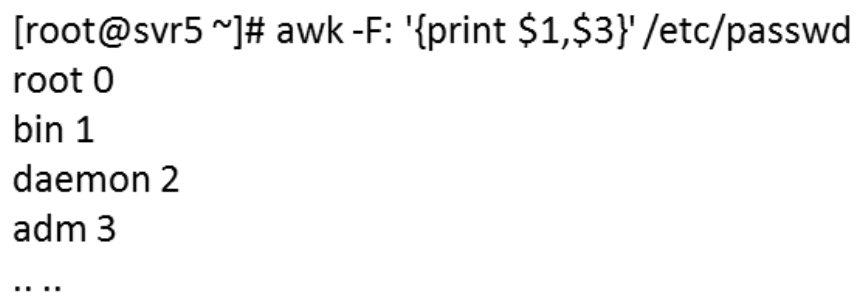 [root@svr5 ~]# awk -F: '{print $1,$3}' /etc/passwd
root 0
bin 1
daemon 2
adm 3
.. ..